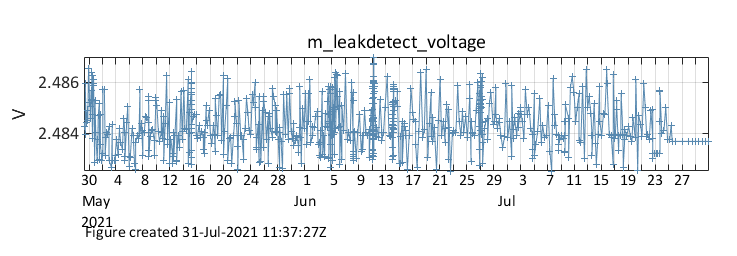 m_leakdetect_voltage
2.486
2.484
V
30 4 8 12 16 20 24 28 1 5 9 13 17 21 25 29 3 7 11 15 19 23 27
May Jun Jul
2021
Figure created 31-Jul-2021 11:37:27Z